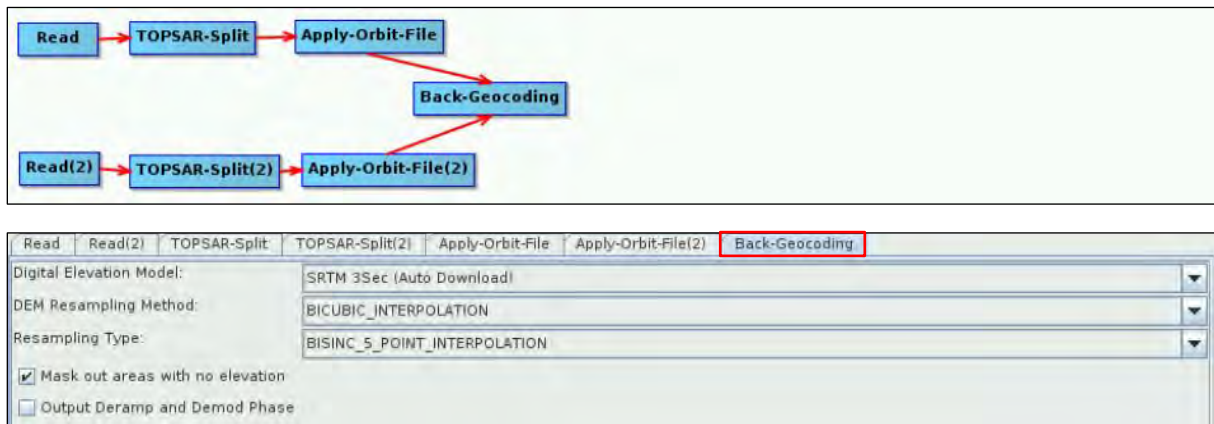 Read TOPSAR-Split Apply-Orbit-File
Back-Geocoding
Read(2) TOPSAR-Split(2) Apply-Orbit-File(2)
Read Read(2) TOPSAR-Split TOPSAR-Split(2) Apply-Orbit-File Apply-Orbit-File(2) Back-Geocoding
Digital Elevation Model: SRTM 3Sec (Auto Download)
DEM Resampling Method: BICUBIC_INTERPOLATION
Resampling Type: BISINC_5_POINT_INTERPOLATION
Mask out areas with no elevation
Output Deramp and Demod Phase